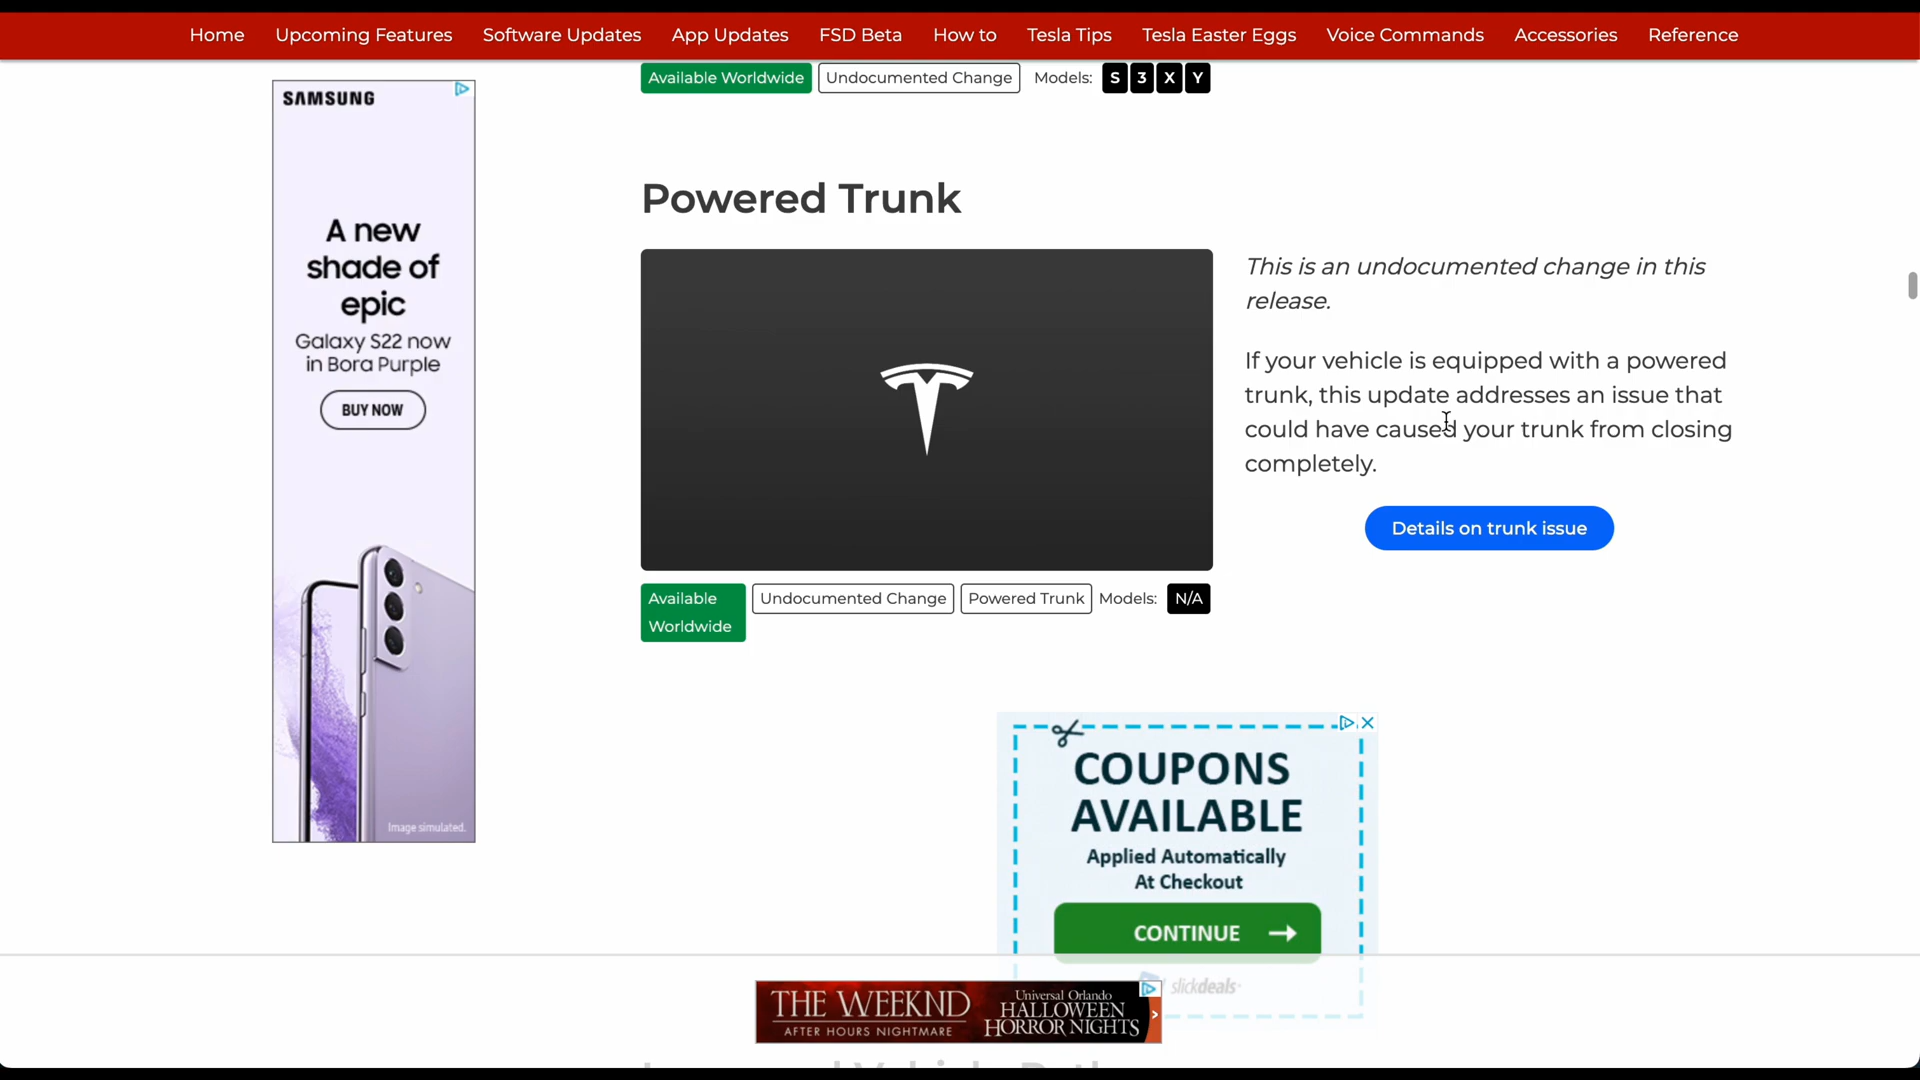 Home Upcoming Features Software Updates App Updates FSD Beta How to Tesla Tips Tesla Easter Eggs Voice Commands Accessories Reference
Available Worldwide Undocumented Change Models: S 3 X Y
SAMSUNG
A new
shade of
epic
Galaxy S22 now
in Bora Purple
BUY NOW
Image simulated.
Powered Trunk
This is an undocumented change in this
release.
If your vehicle is equipped with a powered
trunk, this update addresses an issue that
could have caused your trunk from closing
completely.
Details on trunk issue
Available
Worldwide
Undocumented Change Powered Trunk Models: N/A
COUPONS
AVAILABLE
Applied Automatically
At Checkout
CONTINUE →
slickdeals
THE WEEKND
AFTER HOURS NIGHTMARE
Universal Orlando
HALLOWEEN
HORROR NIGHTS